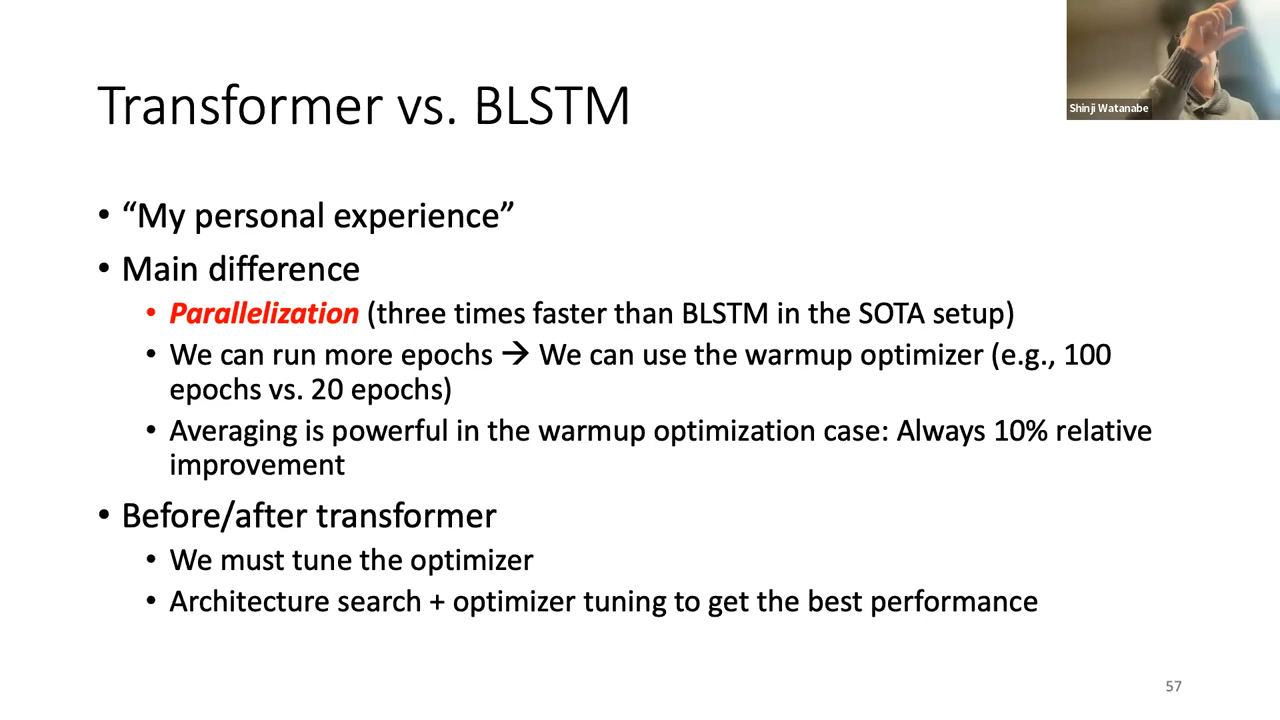 Shinji Watanabe
Transformer vs. BLSTM
• “My personal experience”
• Main difference
• Parallelization (three times faster than BLSTM in the SOTA setup)
• We can run more epochs → We can use the warmup optimizer (e.g., 100
epochs vs. 20 epochs)
• Averaging is powerful in the warmup optimization case: Always 10% relative
improvement
• Before/after transformer
• We must tune the optimizer
• Architecture search + optimizer tuning to get the best performance
57